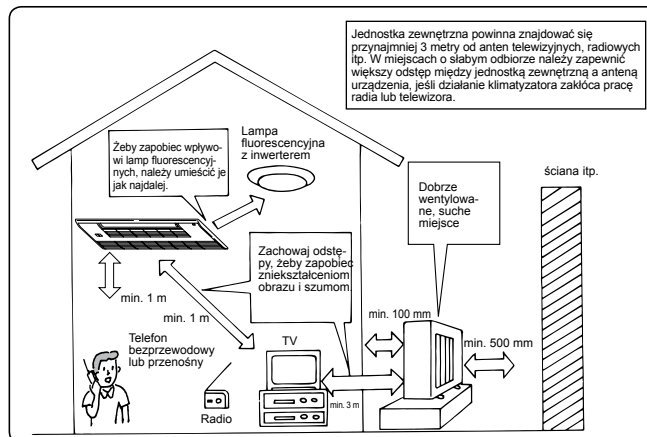 Jednostka zewnętrzna powinna znajdować się
przynajmniej 3 metry od anten telewizyjnych, radiowych
itp. W miejscach o słabym odbiorze należy zapewnić
większy odstęp między jednostką zewnętrzną a anteną
urządzenia, jeśli działanie klimatyzatora zakłóca pracę
radia lub telewizora.
Lampa
fluorescencyjna
z inwerterem
Żeby zapobiec wpływo-
wi lamp fluorescencyj-
nych, należy umieścić je
jak najdalej.
ściana itp.
Dobrze
wentylowa-
ne, suche
miejsce
Zachowaj odstę-
py, żeby zapobiec
zniekształceniom
obrazu i szumom.
min. 1 m
min. 1 m
min. 100 mm
min. 500 mm
Telefon
bezprzewodowy
lub przenośny
TV
min. 3 m
Radio